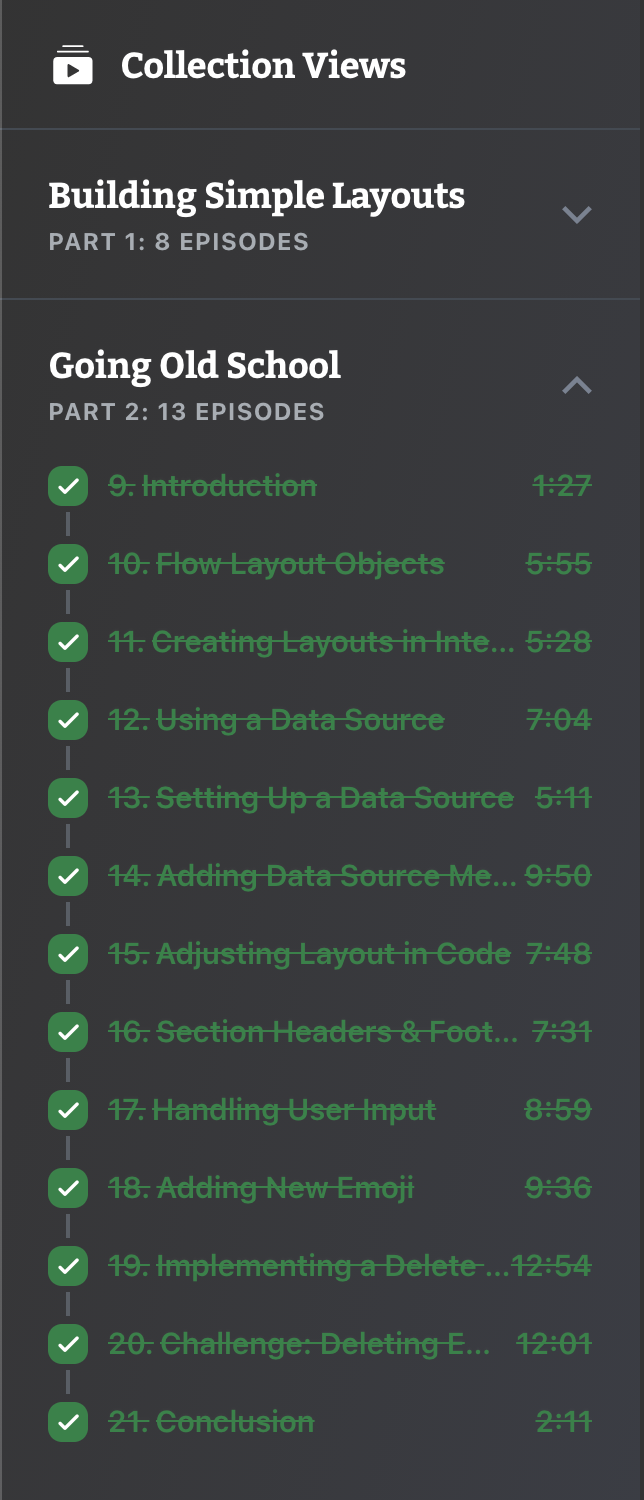 Collection Views
Building Simple Layouts
PART 1: 8 EPISODES
Going Old School
PART 2: 13 EPISODES
9. Introduction 1:27
10. Flow Layout Objects 5:55
11. Creating Layouts in Inte... 5:28
12. Using a Data Source 7:04
13. Setting Up a Data Source 5:11
14. Adding Data Source Me... 9:50
15. Adjusting Layout in Code 7:48
16. Section Headers & Foot... 7:31
17. Handling User Input 8:59
18. Adding New Emoji 9:36
19. Implementing a Delete ... 12:54
20. Challenge: Deleting E... 12:01
21. Conclusion 2:11